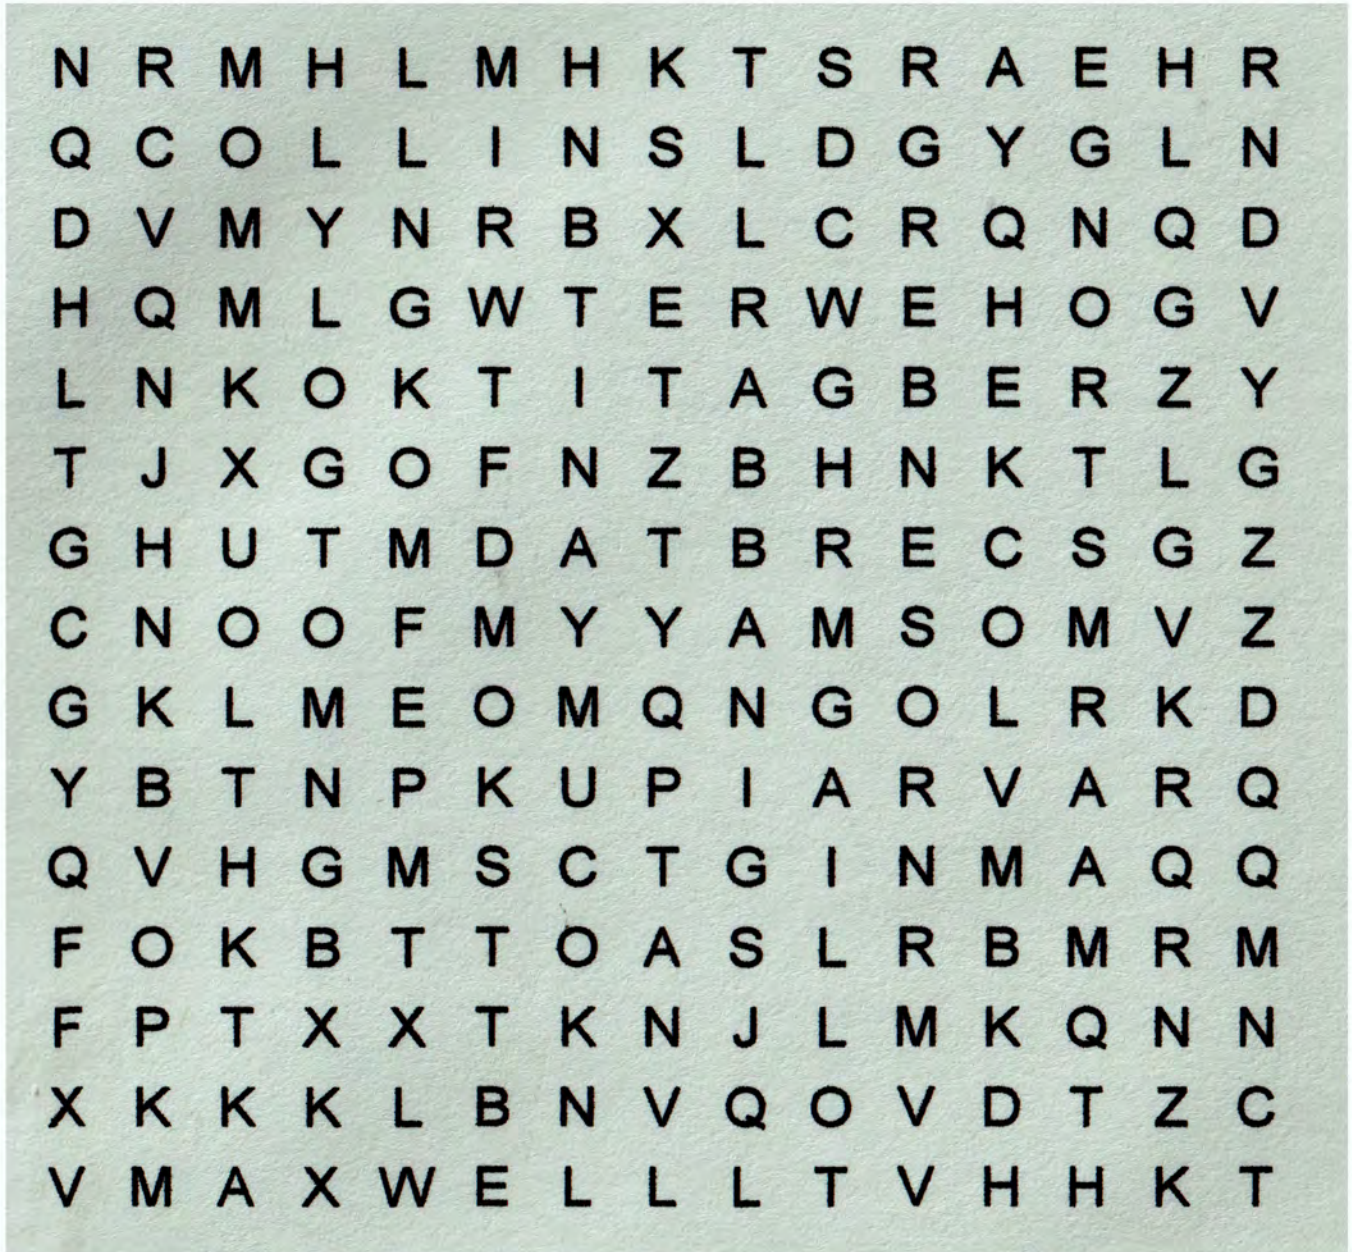 N R M H L M H K T S R A E H R
Q C O L L I N S L D G Y G L N
D V M Y N R B X L C R Q N Q D
H Q M L G W T E R W E H O G V
L N K O K T I T A G B E R Z Y
T J X G O F N Z B H N K T L G
G H U T M D A T B R E C S G Z
C N O O F M Y Y A M S O M V Z
G K L M E O M Q N G O L R K D
Y B T N P K U P I A R V A R Q
Q V H G M S C T G I N M A Q Q
F O K B T T O A S L R B M R M
F P T X X T K N J L M K Q N N
X K K K L B N V Q O V D T Z C
V M A X W E L L L T V H H K T